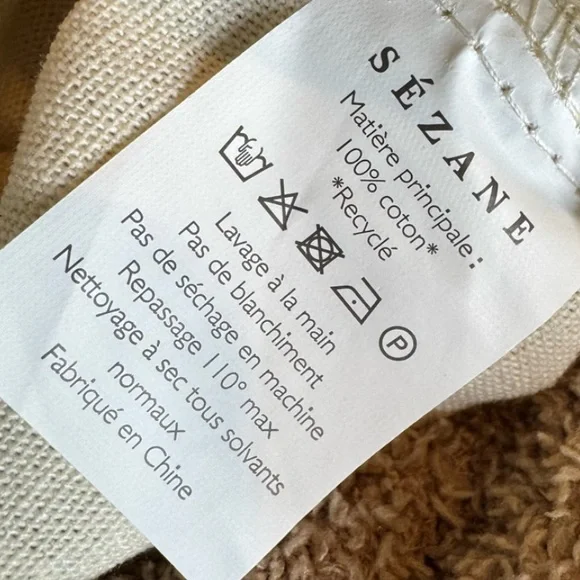 SÉZANE
Matière principale :
100% coton*
*Recyclé
P
Lavage à la main
Pas de blanchiment
Pas de séchage en machine
Repassage 110° max
Nettoyage à sec tous solvants
normaux
Fabriqué en Chine